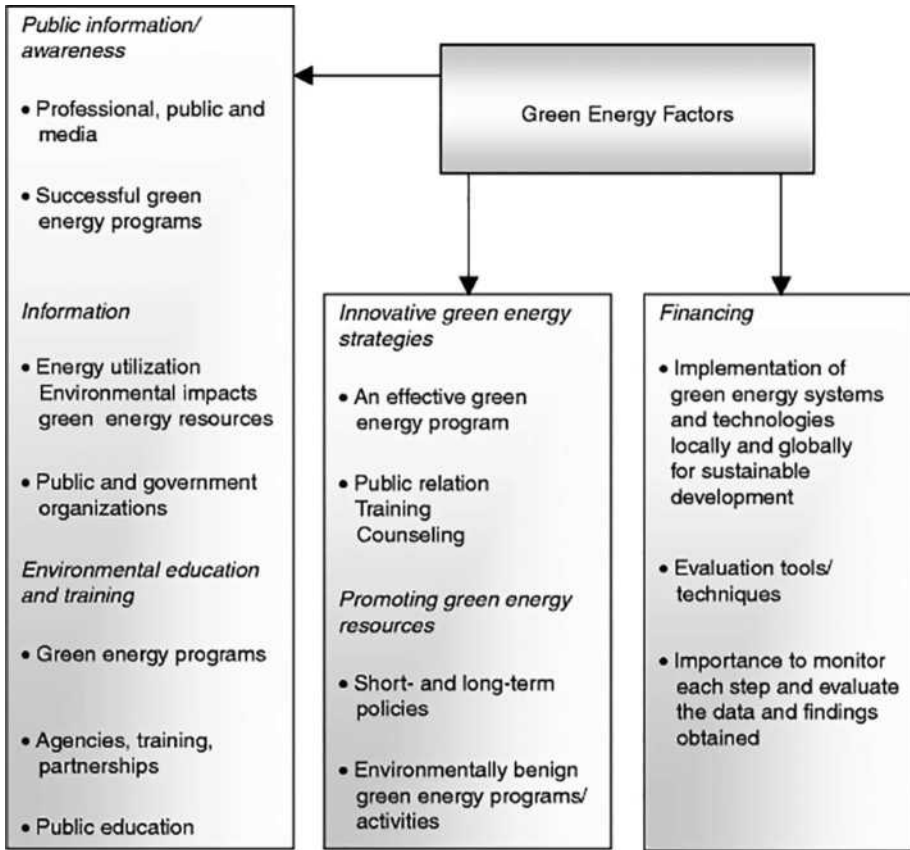 Green Energy Factors
Public information/
awareness
• Professional, public and
media
• Successful green
energy programs
Information
• Energy utilization
Environmental impacts
green energy resources
• Public and government
organizations
Environmental education
and training
• Green energy programs
• Agencies, training,
partnerships
• Public education
Innovative green energy
strategies
• An effective green
energy program
• Public relation
Training
Counseling
Promoting green energy
resources
• Short- and long-term
policies
• Environmentally benign
green energy programs/
activities
Financing
• Implementation of
green energy systems
and technologies
locally and globally
for sustainable
development
• Evaluation tools/
techniques
• Importance to monitor
each step and evaluate
the data and findings
obtained